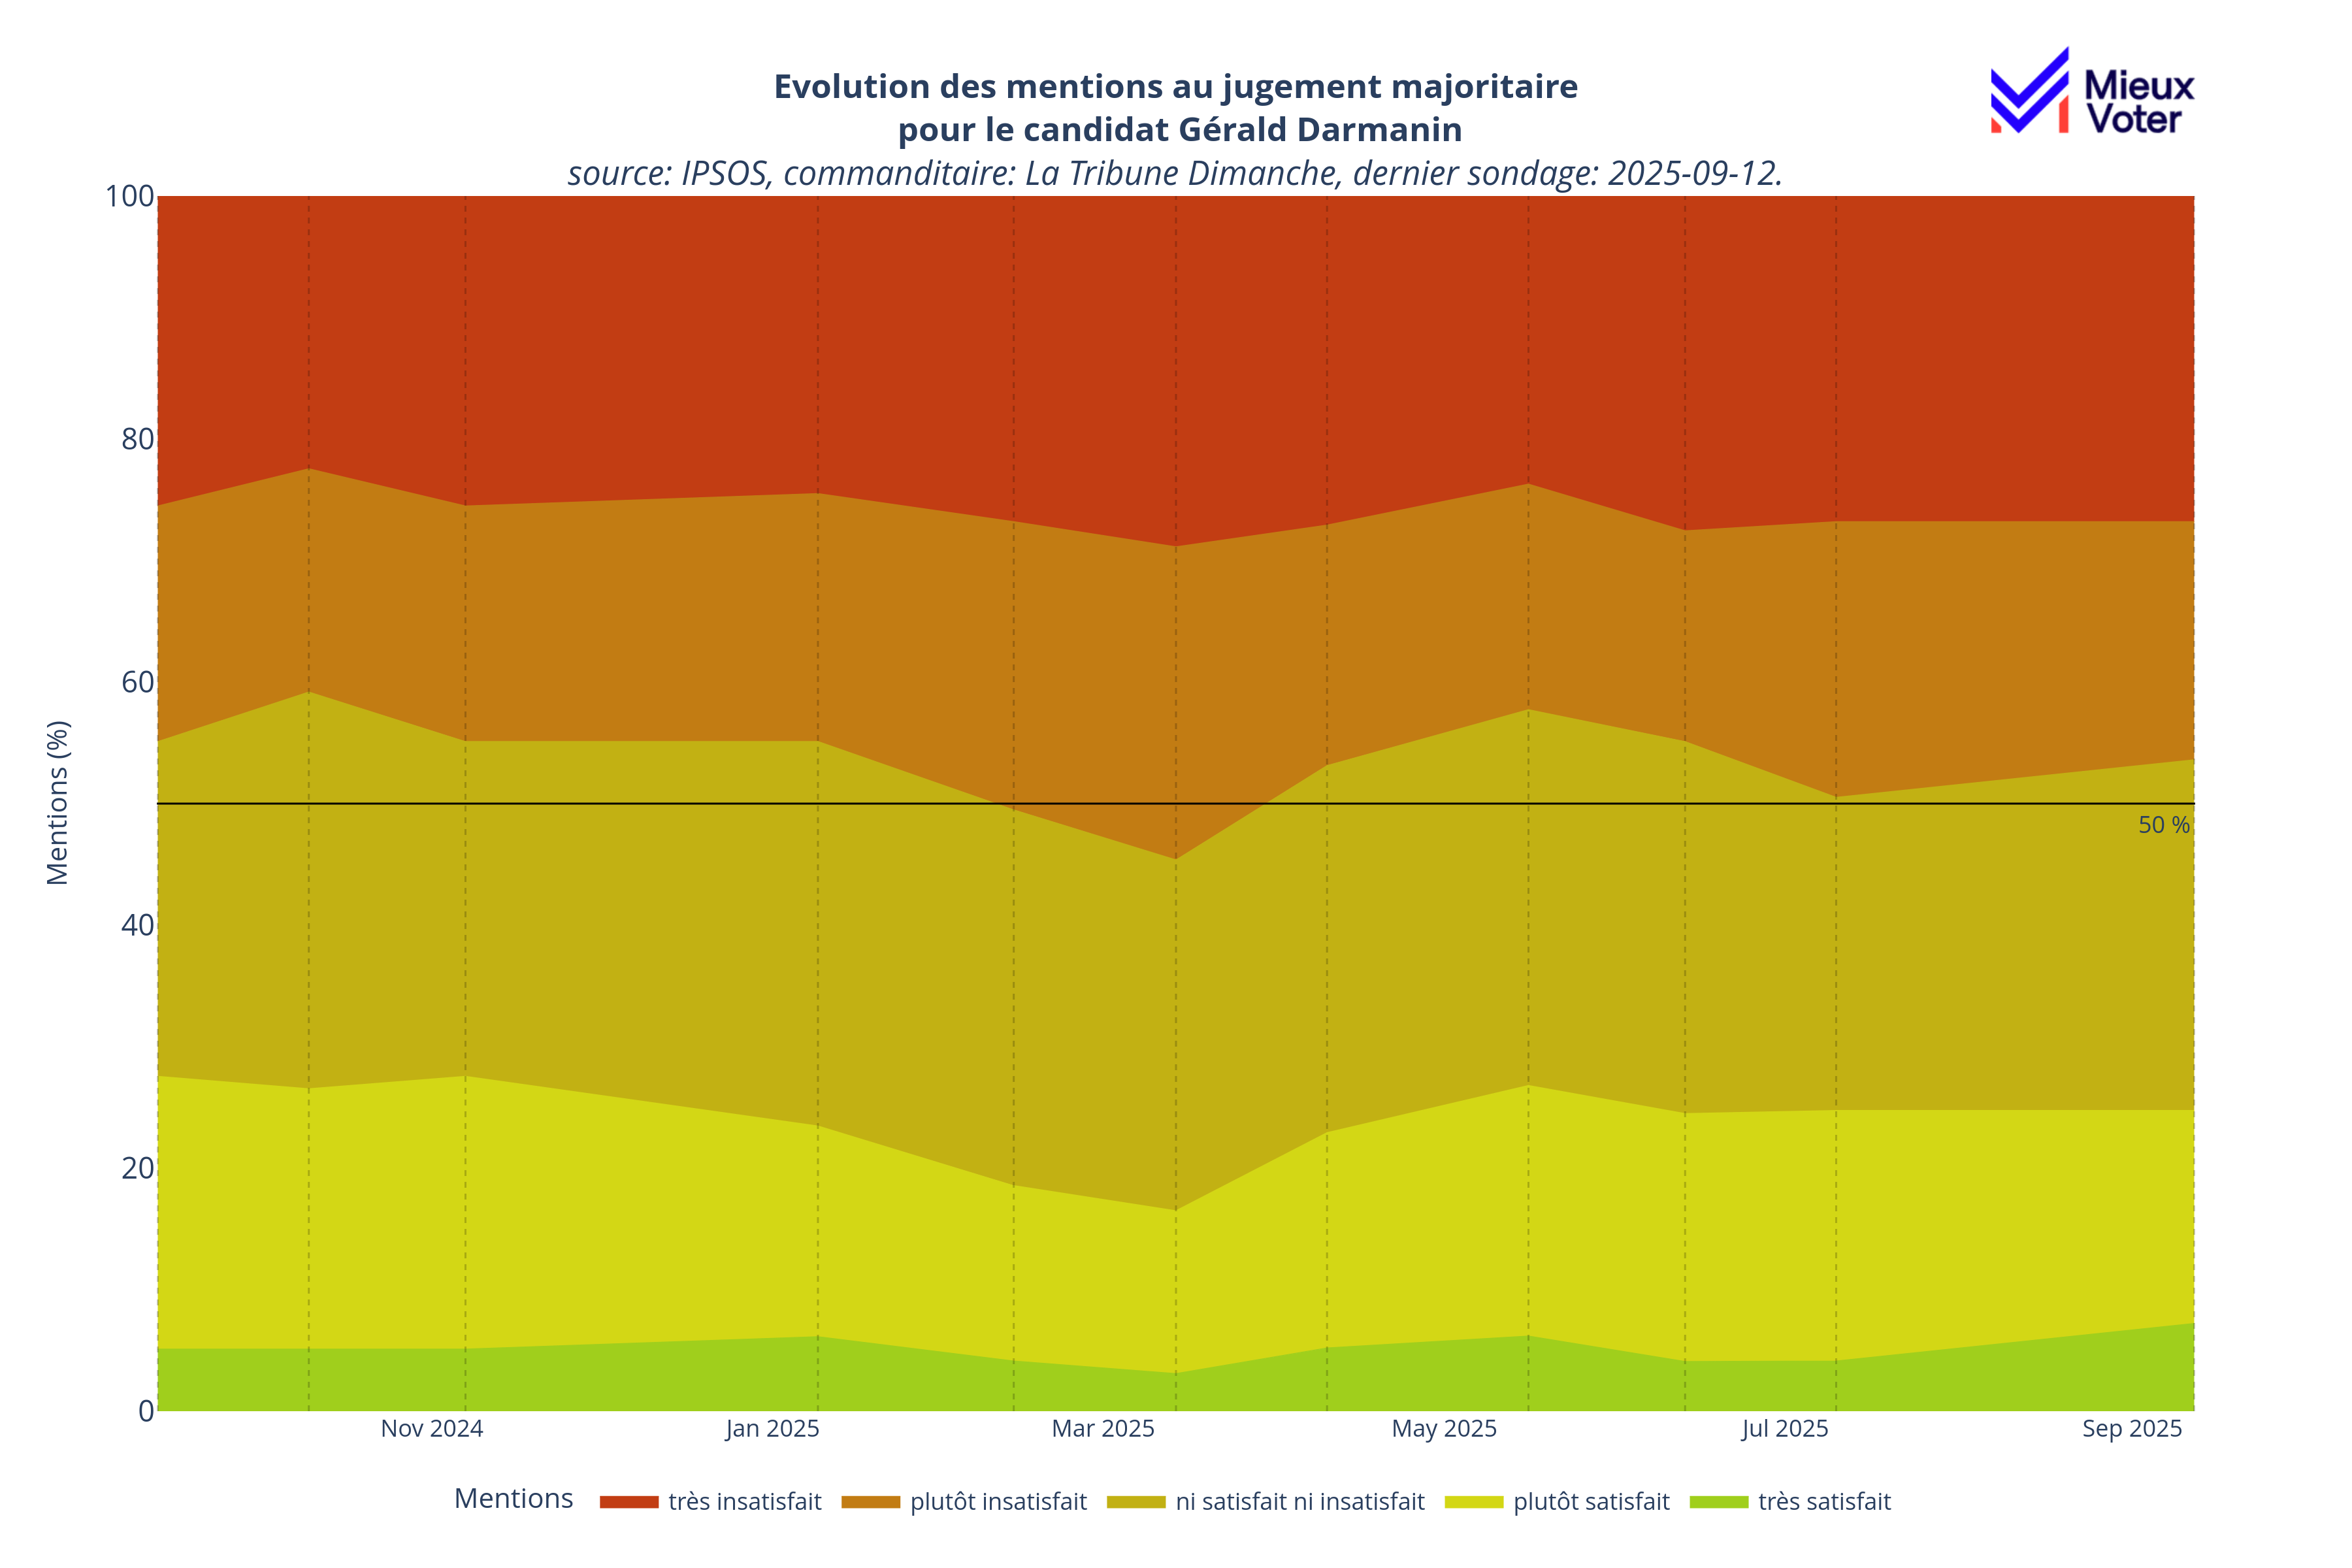 Evolution des mentions au jugement majoritaire
pour le candidat Gérald Darmanin
source: IPSOS, commanditaire: La Tribune Dimanche, dernier sondage: 2025-09-12.
Mieux
Voter
Mentions (%)
100
80
60
40
20
0
50 %
Nov 2024
Jan 2025
Mar 2025
May 2025
Jul 2025
Sep 2025
Mentions
très insatisfait
plutôt insatisfait
ni satisfait ni insatisfait
plutôt satisfait
très satisfait